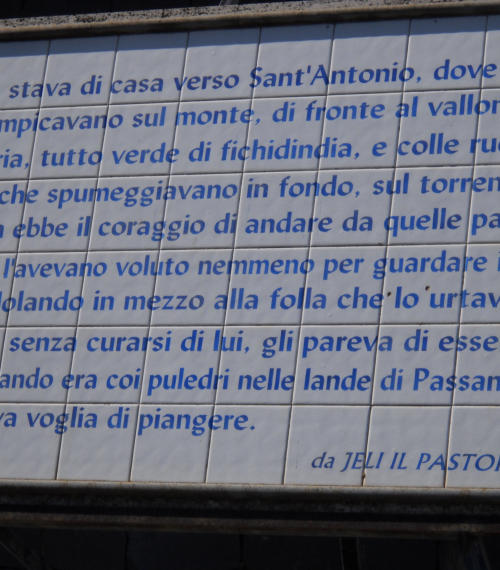 stava di casa verso Sant'Antonio, dove
mpicavano sul monte, di fronte al vallon
ria, tutto verde di fichidindia, e colle ru
che spumeggiavano in fondo, sul torren
ebbe il coraggio di andare da quelle pa
l'avevano voluto nemmeno per guardare i
olando in mezzo alla folla che lo urtav
senza curarsi di lui, gli pareva di esse
ando era coi puledri nelle lande di Passan
va voglia di piangere.
da JELI IL PASTO